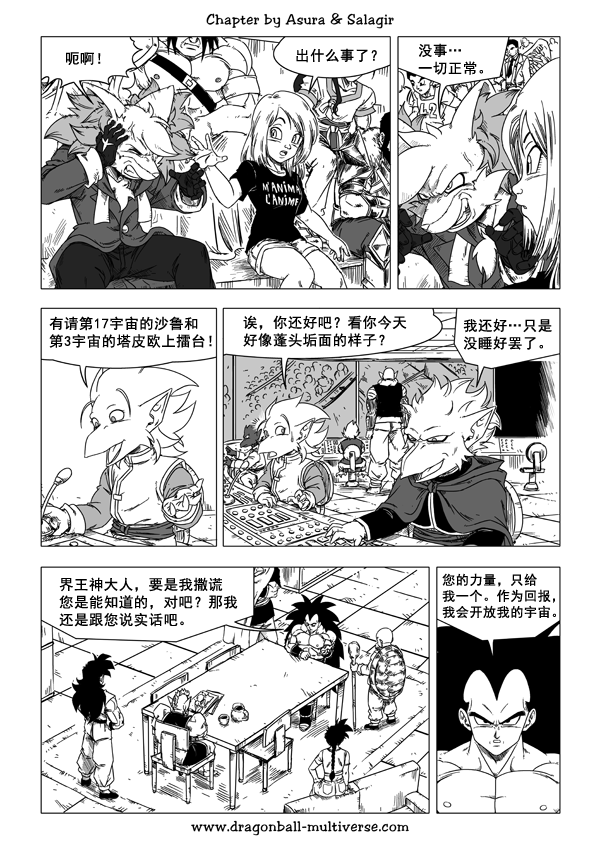 Chapter by Asura & Salagir
呃啊！
出什么事了？
没事…
一切正常。
42
M'ANIMA
L'ANIME
有请第17宇宙的沙鲁和
第3宇宙的塔皮欧上擂台！
诶，你还好吧？看你今天
好像蓬头垢面的样子？
我还好…只是
没睡好罢了。
界王神大人，要是我撒谎
您是能知道的，对吧？那我
还是跟您说实话吧。
您的力量，只给
我一个。作为回报，
我会开放我的宇宙。
www.dragonball-multiverse.com